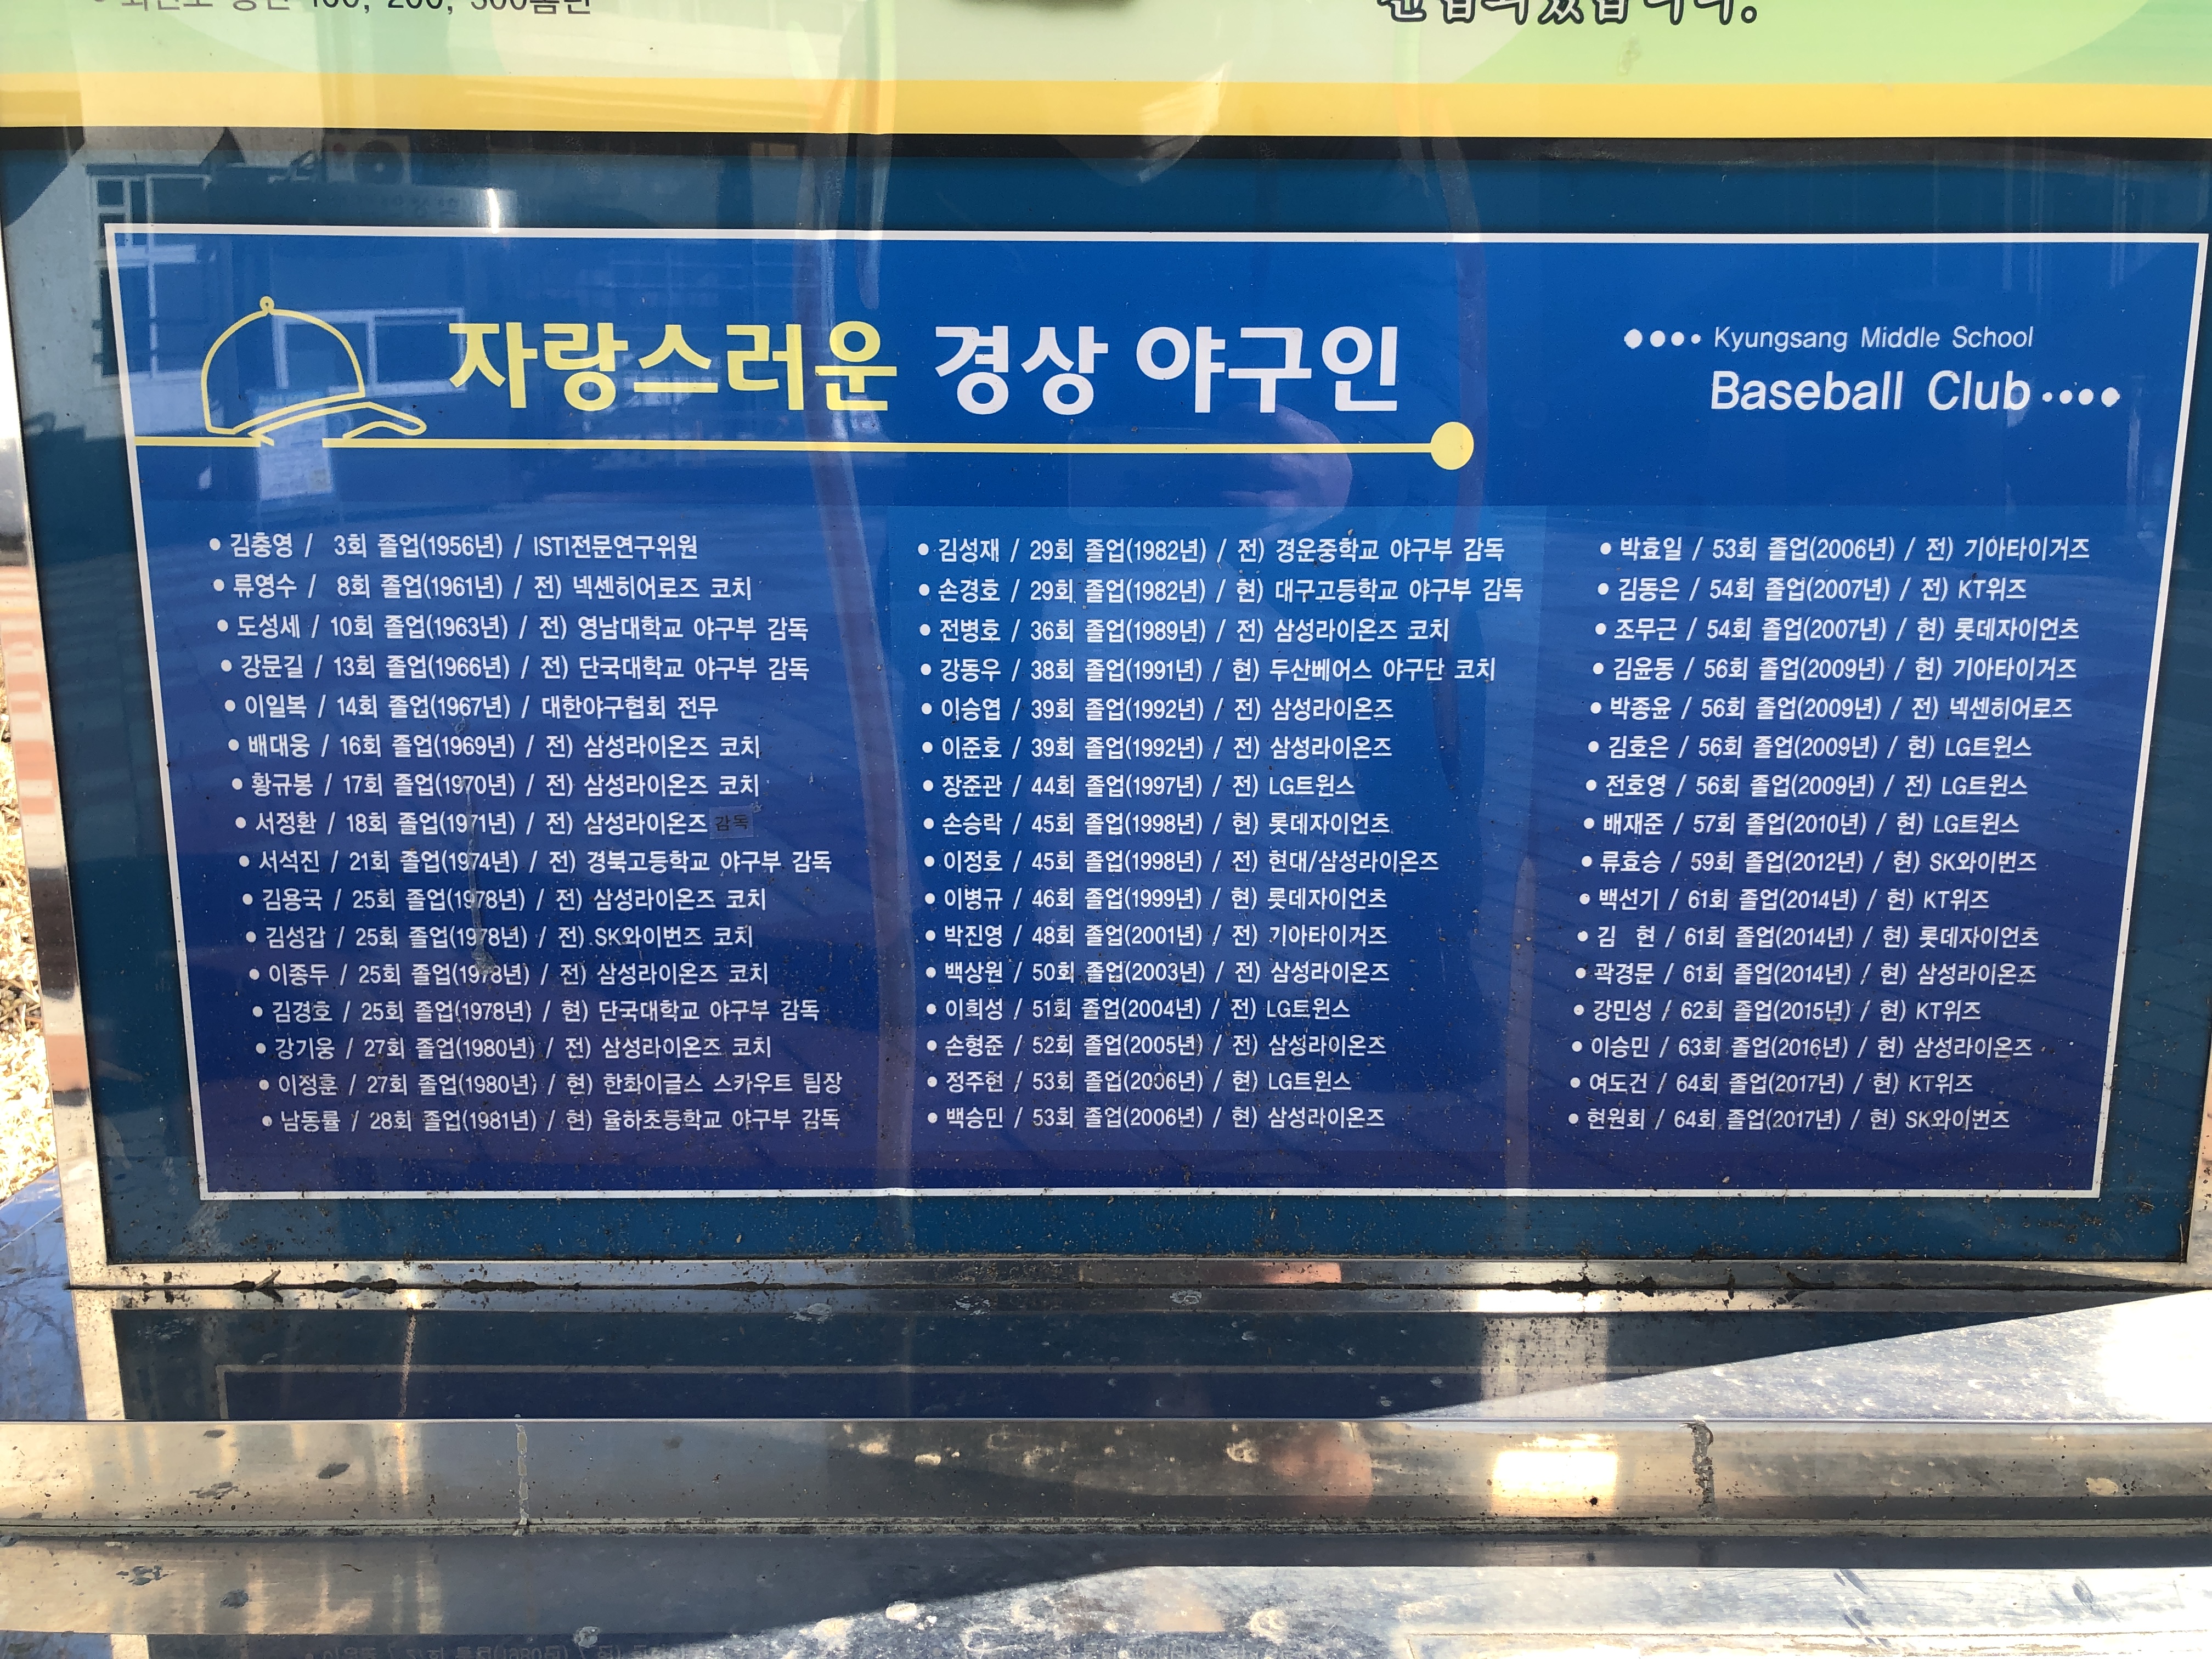 자랑스러운 경상 야구인
Kyungsang Middle School
Baseball Club
• 김충영 / 3회 졸업(1956년) / ISTI전문연구위원
• 류영수 / 8회 졸업(1961년) / 전) 넥센히어로즈 코치
• 도성세 / 10회 졸업(1963년) / 전) 영남대학교 야구부 감독
• 강문길 / 13회 졸업(1966년) / 전) 단국대학교 야구부 감독
• 이일복 / 14회 졸업(1967년) / 대한야구협회 전무
• 배대웅 / 16회 졸업(1969년) / 전) 삼성라이온즈 코치
• 황규봉 / 17회 졸업(1970년) / 전) 삼성라이온즈 코치
• 서정환 / 18회 졸업(1971년) / 전) 삼성라이온즈 감독
• 서석진 / 21회 졸업(1974년) / 전) 경북고등학교 야구부 감독
• 김용국 / 25회 졸업(1978년) / 전) 삼성라이온즈 코치
• 김성갑 / 25회 졸업(1978년) / 전) SK와이번즈 코치
• 이종두 / 25회 졸업(1978년) / 전) 삼성라이온즈 코치
• 김경호 / 25회 졸업(1978년) / 현) 단국대학교 야구부 감독
• 강기웅 / 27회 졸업(1980년) / 전) 삼성라이온즈 코치
• 이정훈 / 27회 졸업(1980년) / 현) 한화이글스 스카우트 팀장
• 남동률 / 28회 졸업(1981년) / 현) 율하초등학교 야구부 감독
• 김성재 / 29회 졸업(1982년) / 전) 경운중학교 야구부 감독
• 손경호 / 29회 졸업(1982년) / 현) 대구고등학교 야구부 감독
• 전병호 / 36회 졸업(1989년) / 전) 삼성라이온즈 코치
• 강동우 / 38회 졸업(1991년) / 현) 두산베어스 야구단 코치
• 이승엽 / 39회 졸업(1992년) / 전) 삼성라이온즈
• 이준호 / 39회 졸업(1992년) / 전) 삼성라이온즈
• 장준관 / 44회 졸업(1997년) / 전) LG트윈스
• 손승락 / 45회 졸업(1998년) / 현) 롯데자이언츠
• 이정호 / 45회 졸업(1998년) / 전) 현대/삼성라이온즈
• 이병규 / 46회 졸업(1999년) / 현) 롯데자이언츠
• 박진영 / 48회 졸업(2001년) / 전) 기아타이거즈
• 백상원 / 50회 졸업(2003년) / 전) 삼성라이온즈
• 이희성 / 51회 졸업(2004년) / 전) LG트윈스
• 손형준 / 52회 졸업(2005년) / 전) 삼성라이온즈
• 정주현 / 53회 졸업(2006년) / 현) LG트윈스
• 백승민 / 53회 졸업(2006년) / 현) 삼성라이온즈
• 박효일 / 53회 졸업(2006년) / 전) 기아타이거즈
• 김동은 / 54회 졸업(2007년) / 전) KT위즈
• 조무근 / 54회 졸업(2007년) / 현) 롯데자이언츠
• 김윤동 / 56회 졸업(2009년) / 현) 기아타이거즈
• 박종윤 / 56회 졸업(2009년) / 전) 넥센히어로즈
• 김호은 / 56회 졸업(2009년) / 현) LG트윈스
• 전호영 / 56회 졸업(2009년) / 전) LG트윈스
• 배재준 / 57회 졸업(2010년) / 현) LG트윈스
• 류효승 / 59회 졸업(2012년) / 현) SK와이번즈
• 백선기 / 61회 졸업(2014년) / 현) KT위즈
• 김 현 / 61회 졸업(2014년) / 현) 롯데자이언츠
• 곽경문 / 61회 졸업(2014년) / 현) 삼성라이온즈
• 강민성 / 62회 졸업(2015년) / 현) KT위즈
• 이승민 / 63회 졸업(2016년) / 현) 삼성라이온즈
• 여도건 / 64회 졸업(2017년) / 현) KT위즈
• 현원회 / 64회 졸업(2017년) / 현) SK와이번즈